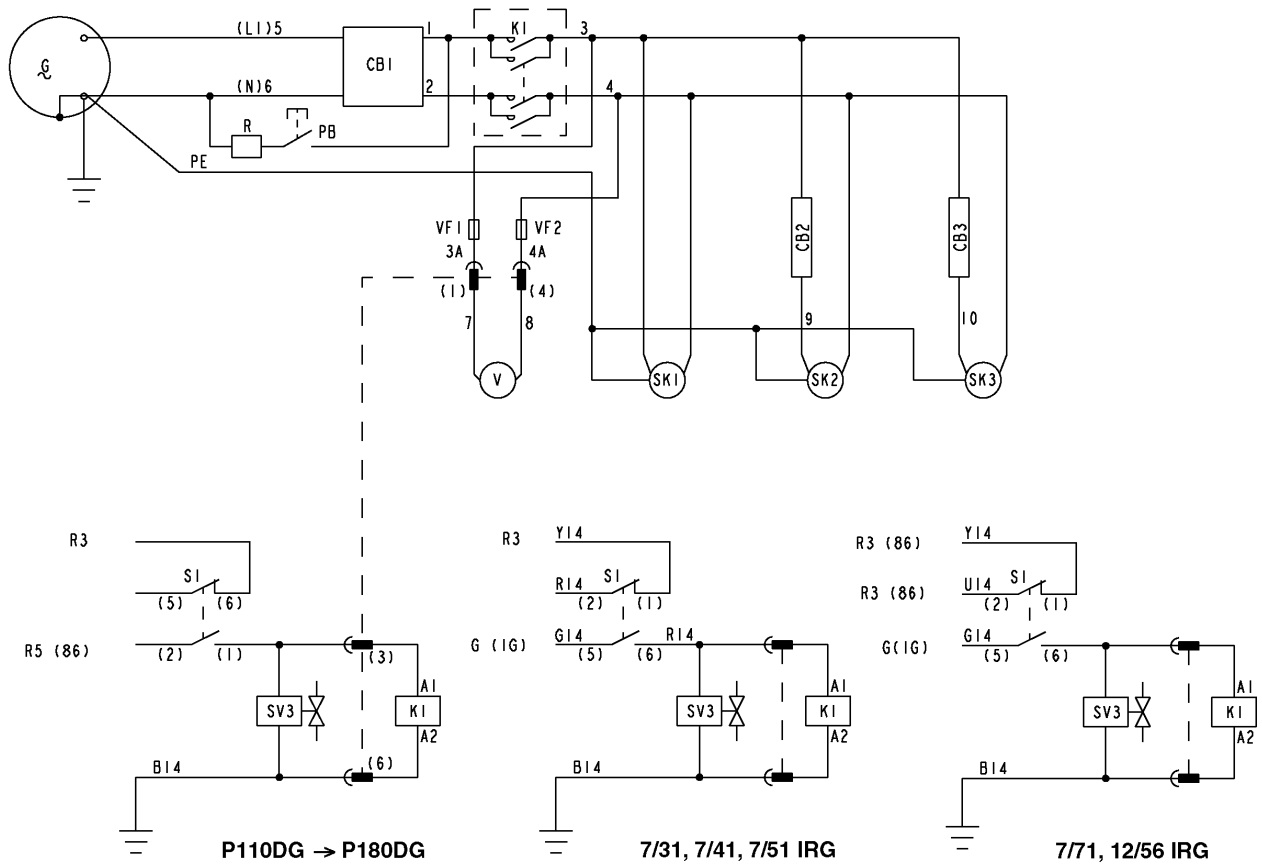 (L1)5
1
K1
3
G
CB1
(N)6
2
4
R
PB
PE
VF1
VF2
CB2
CB3
3A
4A
(1)
(4)
7
8
9
10
V
SK1
SK2
SK3
R3
S1
(5)
(6)
R5 (86)
(2)
(1)
(3)
SV3
A1
K1
A2
(6)
B14
P110DG → P180DG
R3
Y14
R14
S1
(2)
(1)
G (IG)
G14
R14
(5)
(6)
SV3
A1
K1
A2
B14
7/31, 7/41, 7/51 IRG
R3 (86)
Y14
R3 (86)
U14
S1
(2)
(1)
G(IG)
G14
(5)
(6)
SV3
A1
K1
A2
B14
7/71, 12/56 IRG